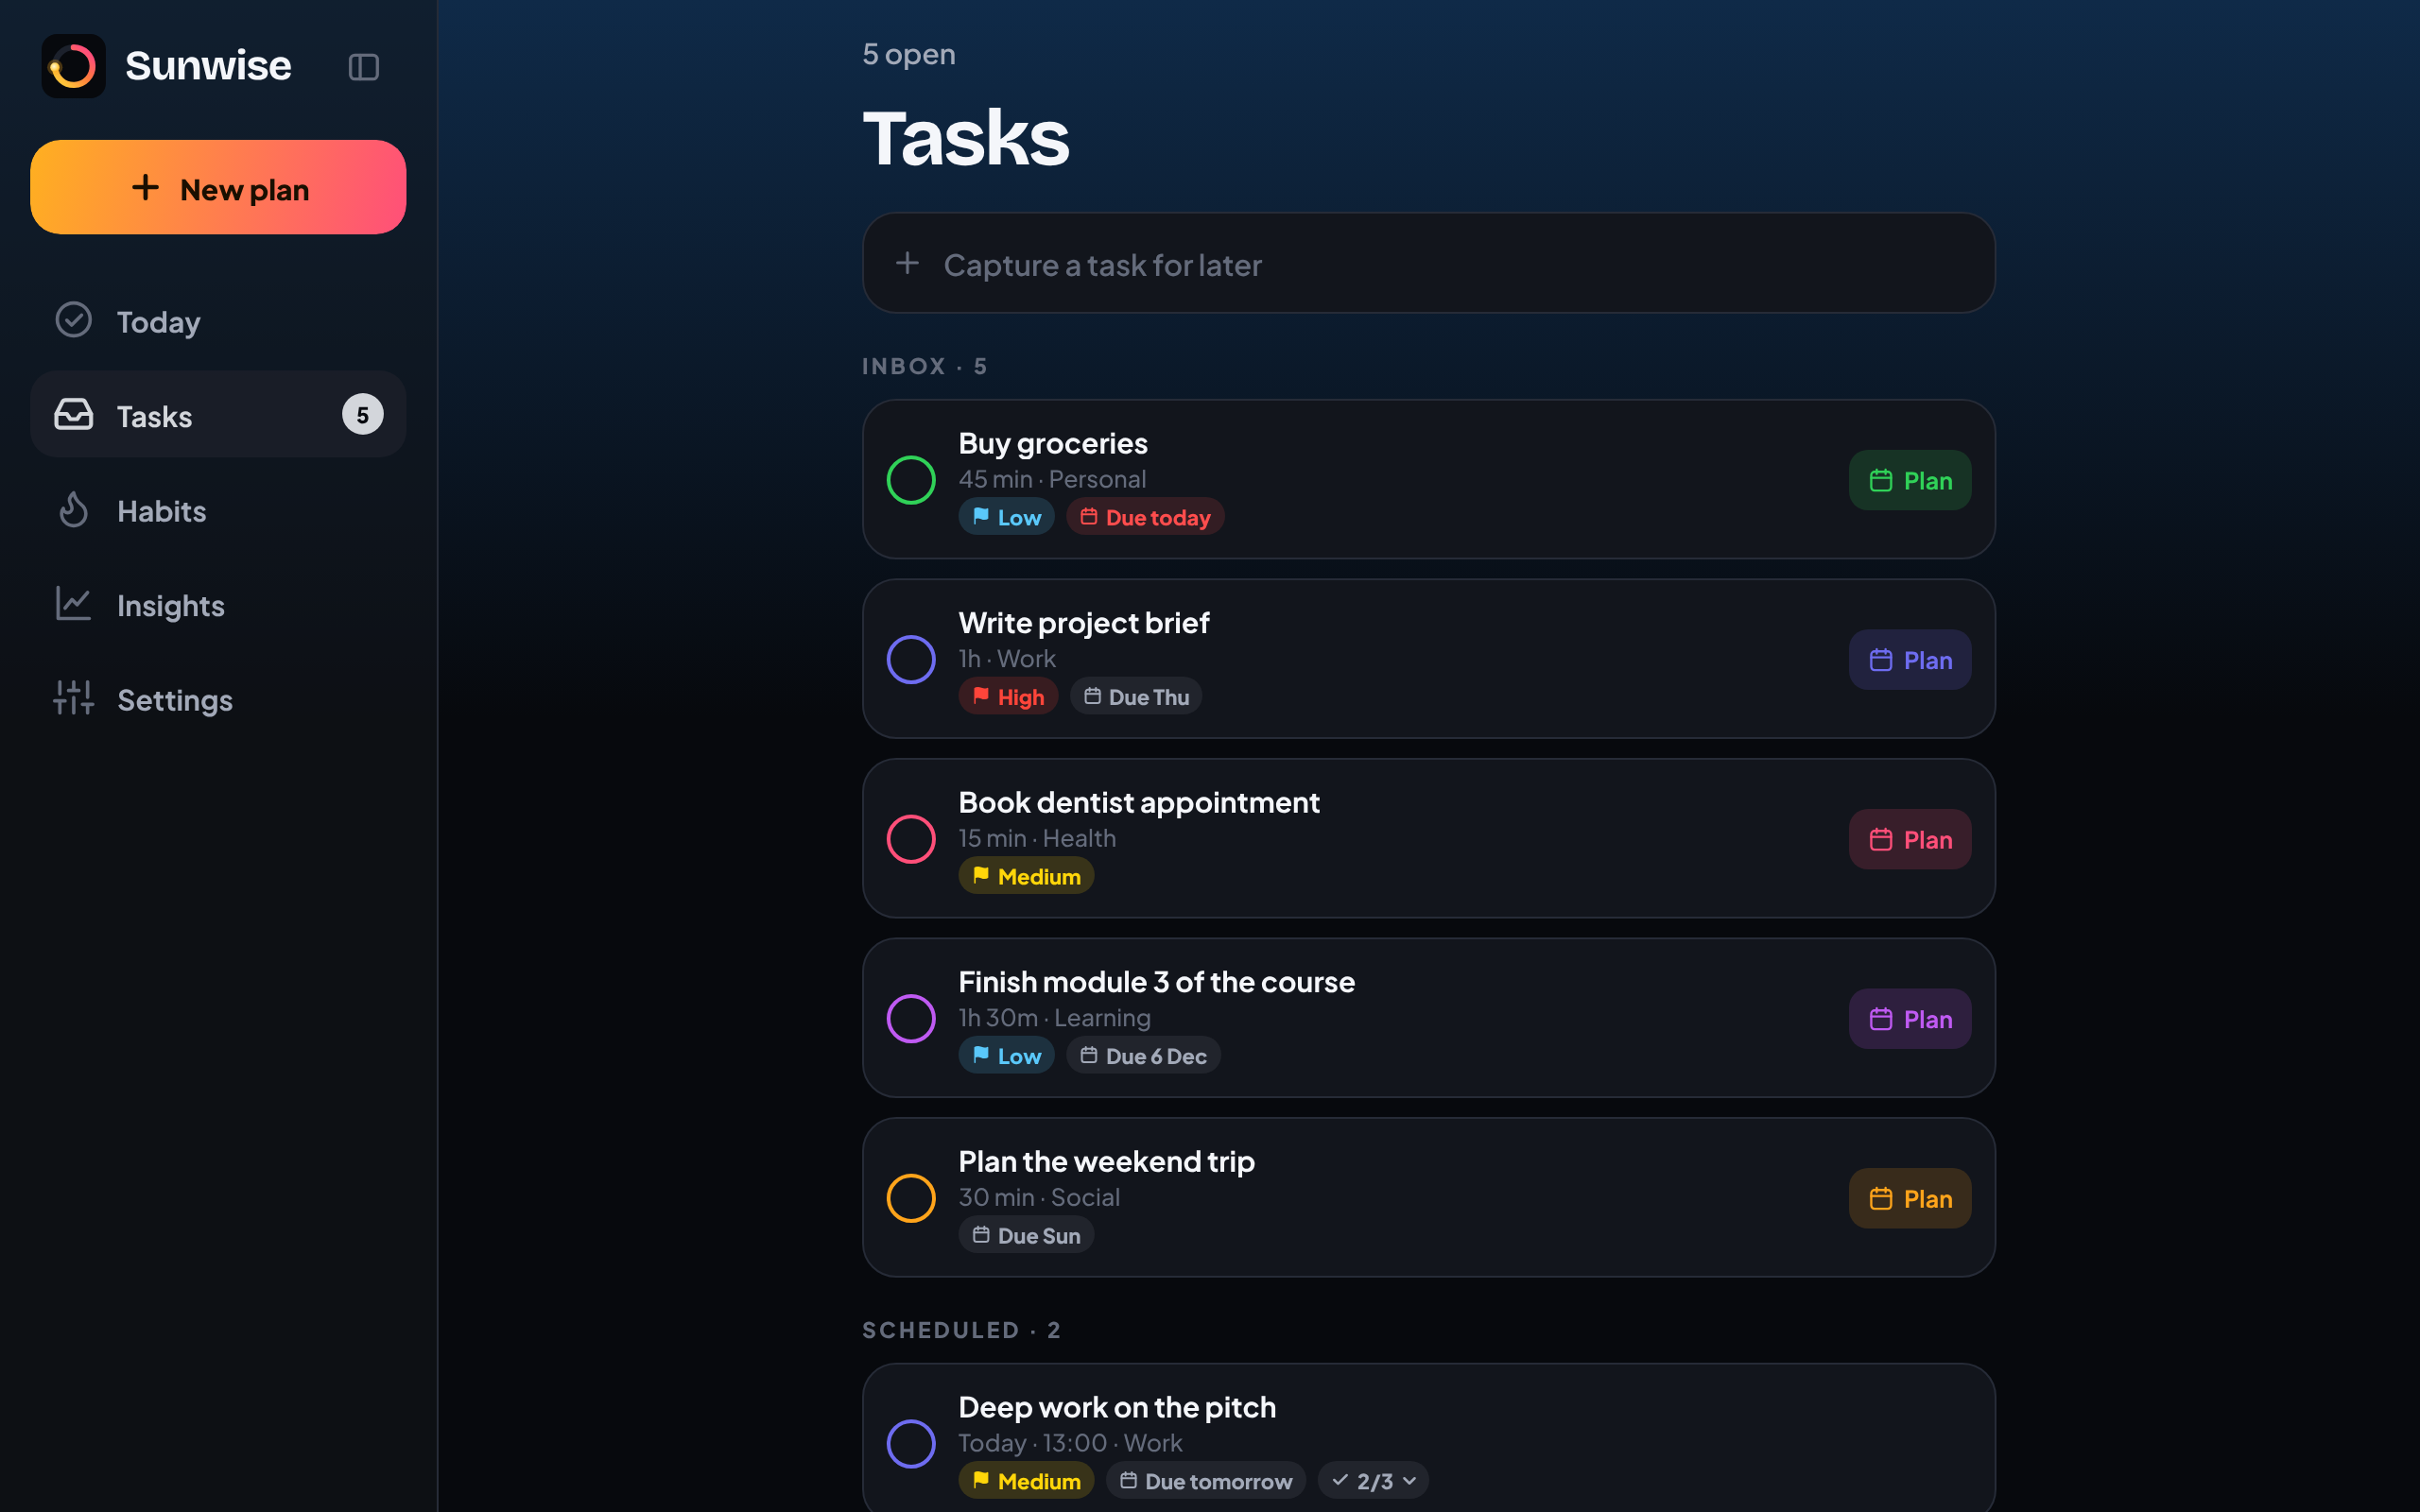 Sunwise
New plan
Today
Tasks 5
Habits
Insights
Settings
5 open
Tasks
Capture a task for later
INBOX · 5
Buy groceries
45 min · Personal
Low Due today
Plan
Write project brief
1h · Work
High Due Thu
Plan
Book dentist appointment
15 min · Health
Medium
Plan
Finish module 3 of the course
1h 30m · Learning
Low Due 6 Dec
Plan
Plan the weekend trip
30 min · Social
Due Sun
Plan
SCHEDULED · 2
Deep work on the pitch
Today · 13:00 · Work
Medium Due tomorrow 2/3